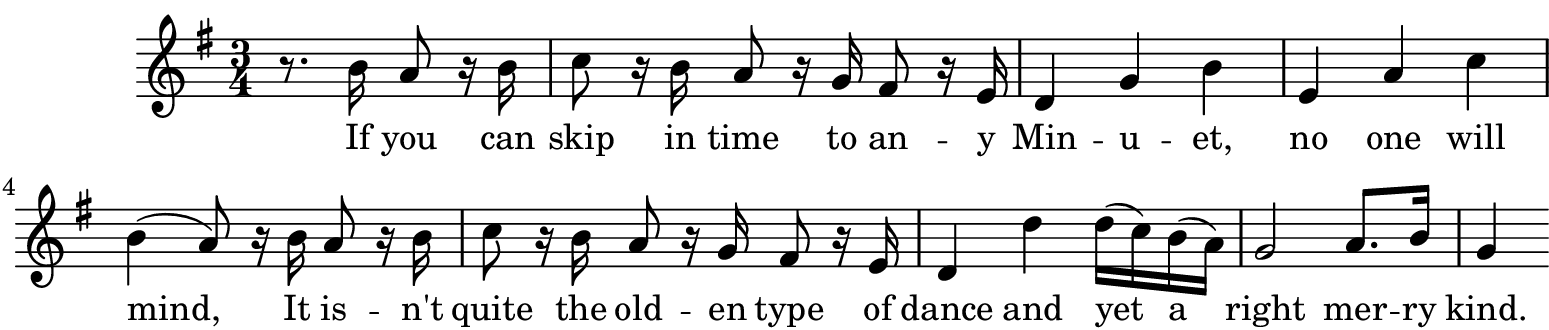 3
4
If you can skip in time to an -- y Min -- u -- et, no one will
4
mind, It is -- n't quite the old -- en type of dance and yet a right mer -- ry kind.